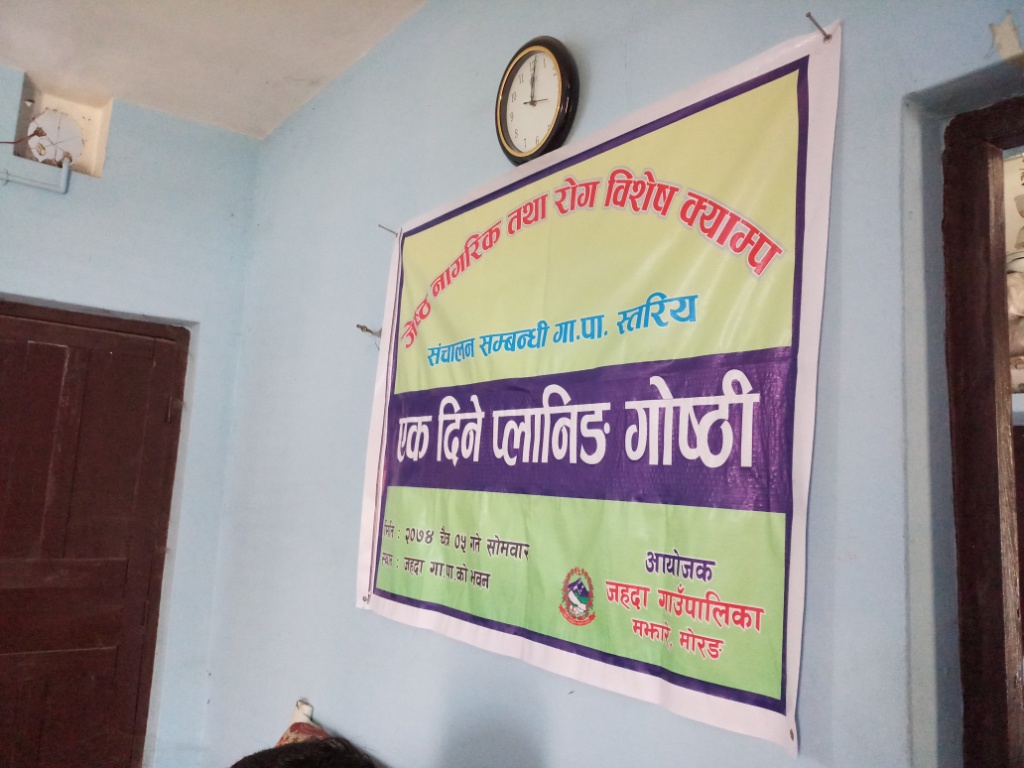 जेष्ठ नागरिक तथा रोग विशेष क्याम्प
संचालन सम्बन्धी गा.पा. स्तरिय
एक दिने प्लानिङ गोष्ठी
मिति : २०७४ चैत्र ०५ गते सोमवार
स्थान : जहदा गा.पा.को भवन
आयोजक
जहदा गाउँपालिका
मझारे, मोरङ